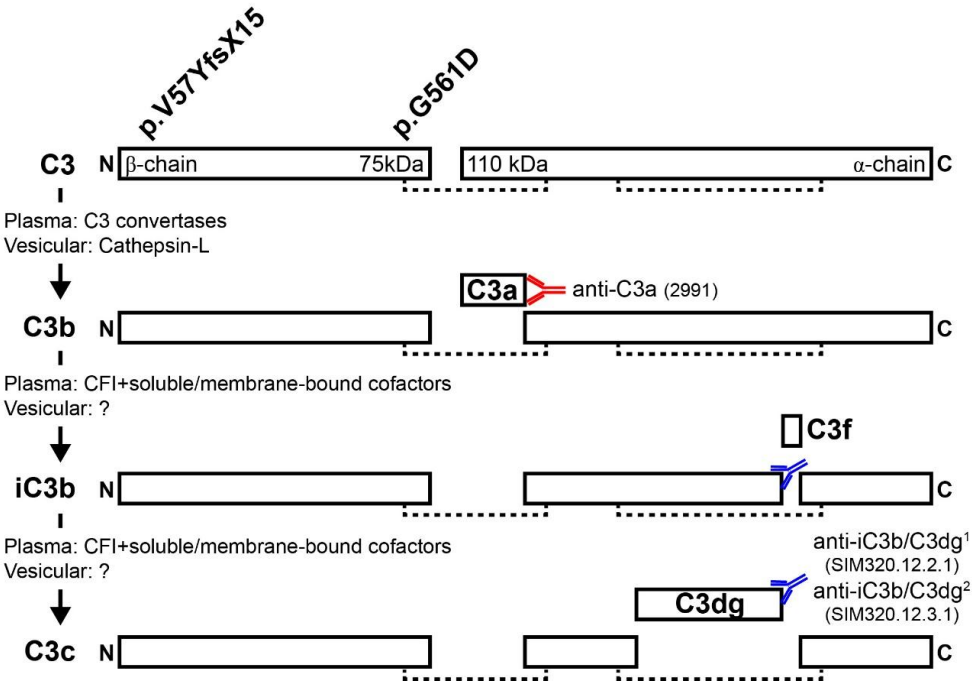 p.V57YfsX15
p.G561D
C3 N β-chain 75kDa 110 kDa α-chain C
Plasma: C3 convertases
Vesicular: Cathepsin-L
C3a anti-C3a (2991)
C3b N C
Plasma: CFI+soluble/membrane-bound cofactors
Vesicular: ?
C3f
iC3b N C
Plasma: CFI+soluble/membrane-bound cofactors
Vesicular: ?
anti-iC3b/C3dg¹
(SIM320.12.2.1)
C3dg anti-iC3b/C3dg²
(SIM320.12.3.1)
C3c N C